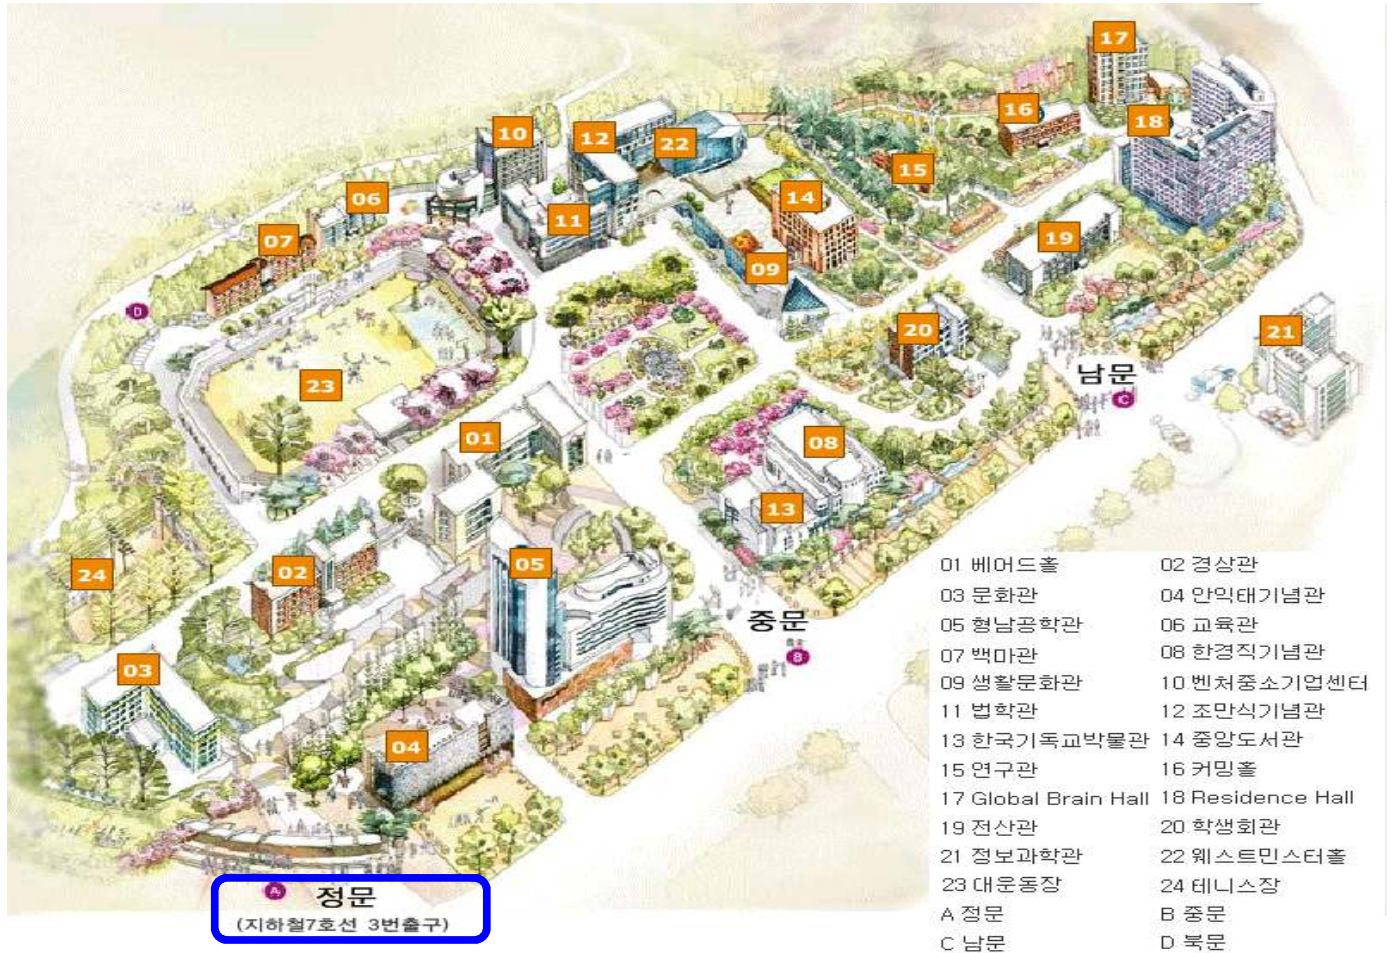 17
16
18
10
12
22
15
14
06
11
07
19
09
D
20
21
23
남문
C
01
08
13
05
24
02
중문
B
03
04
A
정문
(지하철7호선 3번출구)
01 베어드홀 02 경상관
03 문화관 04 안익태기념관
05 형남공학관 06 교육관
07 백마관 08 한경직기념관
09 생활문화관 10 벤처중소기업센터
11 법학관 12 조만식기념관
13 한국기독교박물관 14 중앙도서관
15 연구관 16 커밍홀
17 Global Brain Hall 18 Residence Hall
19 전산관 20 학생회관
21 정보과학관 22 웨스트민스터홀
23 대운동장 24 테니스장
A 정문 B 중문
C 남문 D 북문